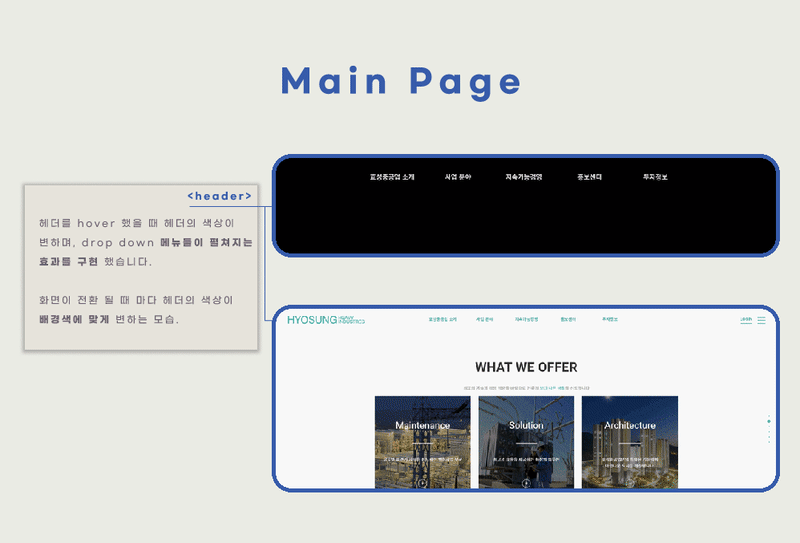 Main Page
<header>
헤더를 hover 했을 때 헤더의 색상이
변하며, drop down 메뉴들이 펼쳐지는
효과를 구현 했습니다.
화면이 전환 될 때 마다 헤더의 색상이
배경색에 맞게 변하는 모습.
효성중공업 소개 사업 분야 지속가능경영 홍보센터 투자정보
HYOSUNG HEAVY INDUSTRIES 효성중공업 소개 사업 분야 지속가능경영 홍보센터 투자정보
WHAT WE OFFER
Maintenance Solution Architecture